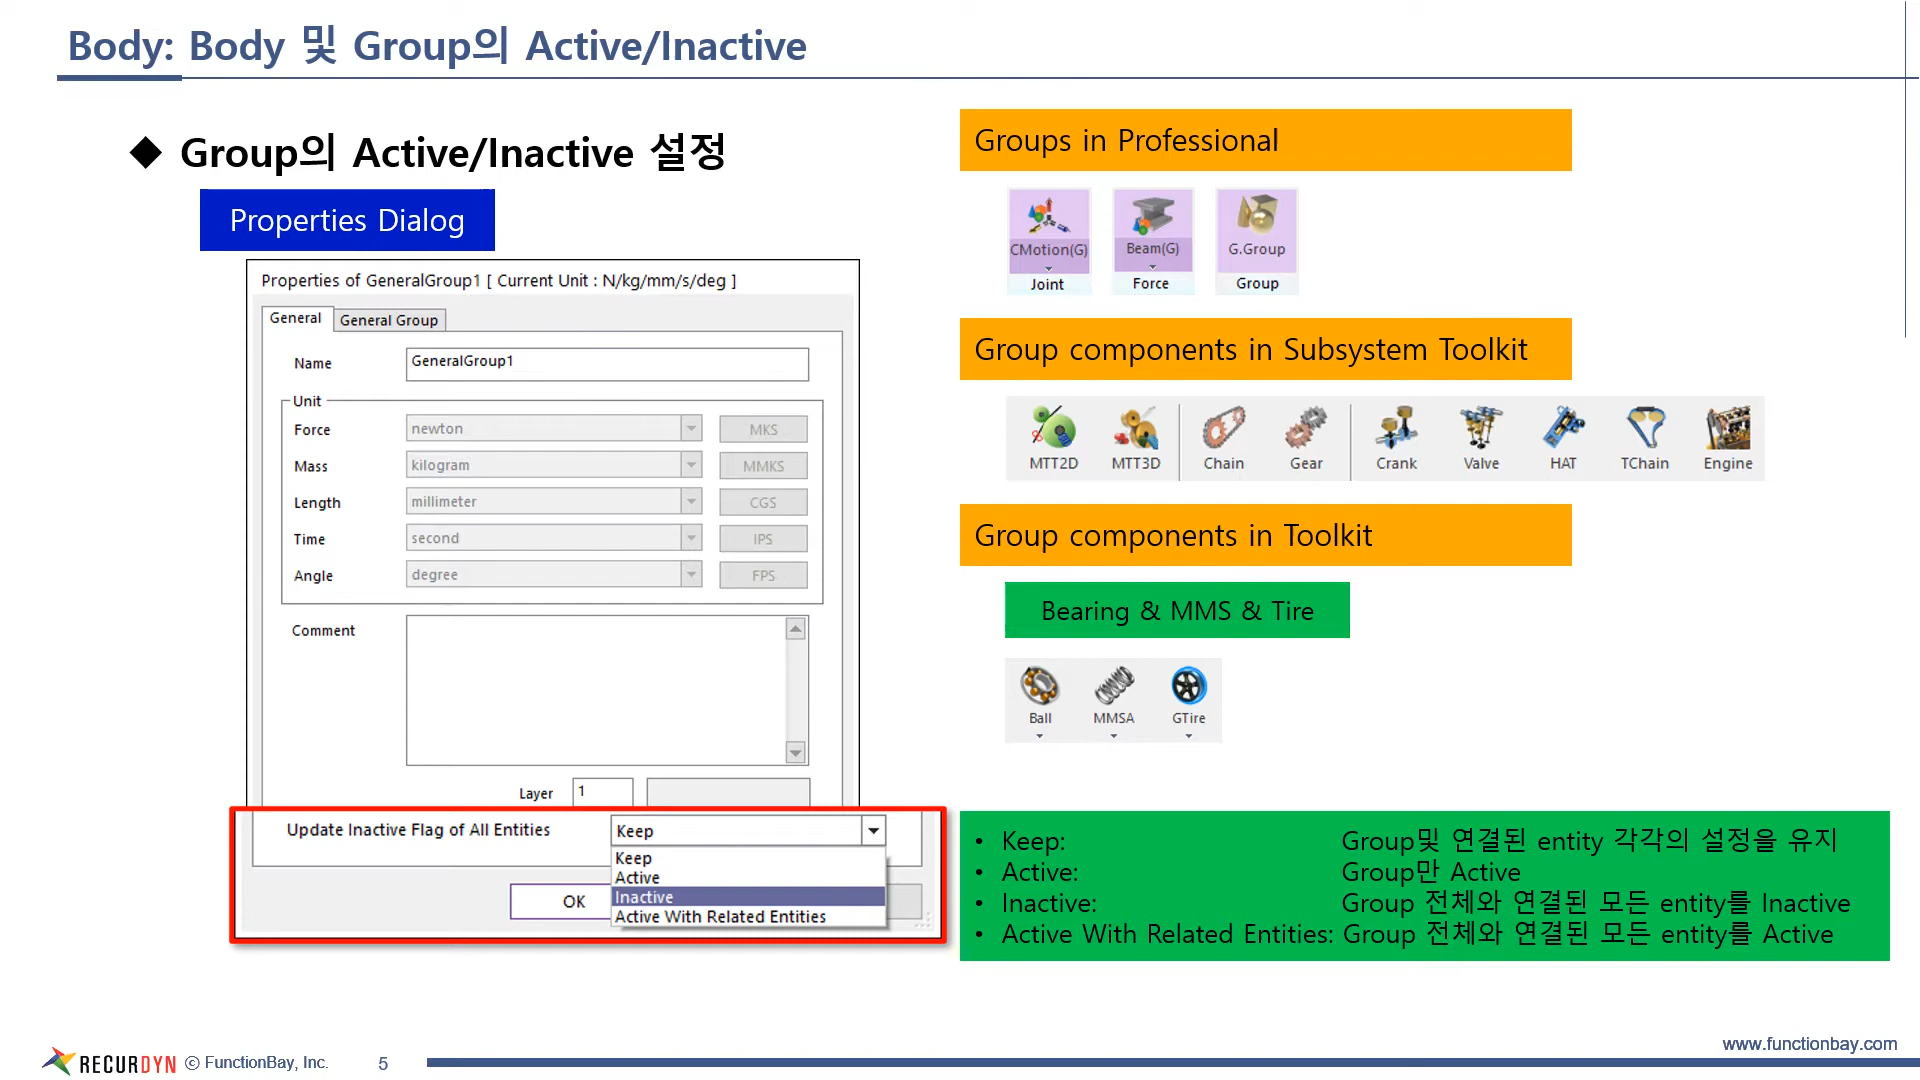 Body: Body 및 Group의 Active/Inactive
◆ Group의 Active/Inactive 설정
Properties Dialog
Properties of GeneralGroup1 [ Current Unit : N/kg/mm/s/deg ]
General
General Group
Name
GeneralGroup1
Unit
Force
newton
MKS
Mass
kilogram
MMKS
Length
millimeter
CGS
Time
second
IPS
Angle
degree
FPS
Comment
Layer
1
Update Inactive Flag of All Entities
Keep
Keep
Active
Inactive
Active With Related Entities
OK
Groups in Professional
CMotion(G)
Joint
Beam(G)
Force
G.Group
Group
Group components in Subsystem Toolkit
MTT2D
MTT3D
Chain
Gear
Crank
Valve
HAT
TChain
Engine
Group components in Toolkit
Bearing & MMS & Tire
Ball
MMSA
GTire
• Keep: Group및 연결된 entity 각각의 설정을 유지
• Active: Group만 Active
• Inactive: Group 전체와 연결된 모든 entity를 Inactive
• Active With Related Entities: Group 전체와 연결된 모든 entity를 Active
RECURDYN © FunctionBay, Inc.
5
www.functionbay.com